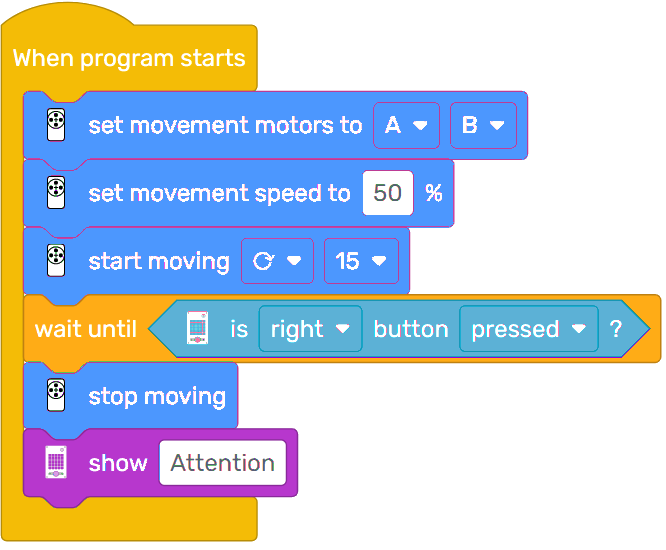 When program starts
set movement motors to A B
set movement speed to 50 %
start moving 15
wait until is right button pressed ?
stop moving
show Attention